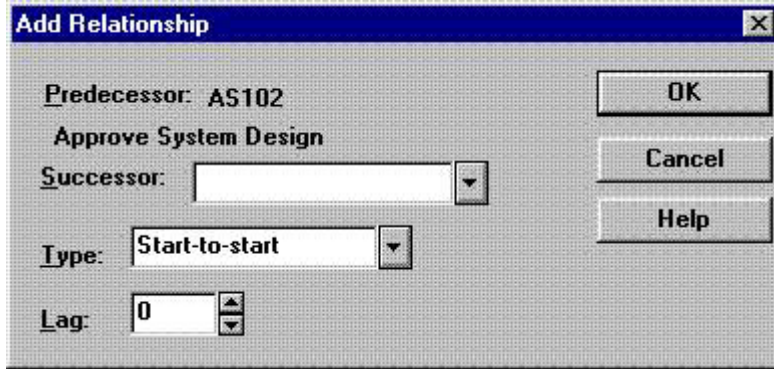 Add Relationship
Predecessor: AS102
OK
Approve System Design
Cancel
Successor:
Help
Type: Start-to-start
Lag: 0